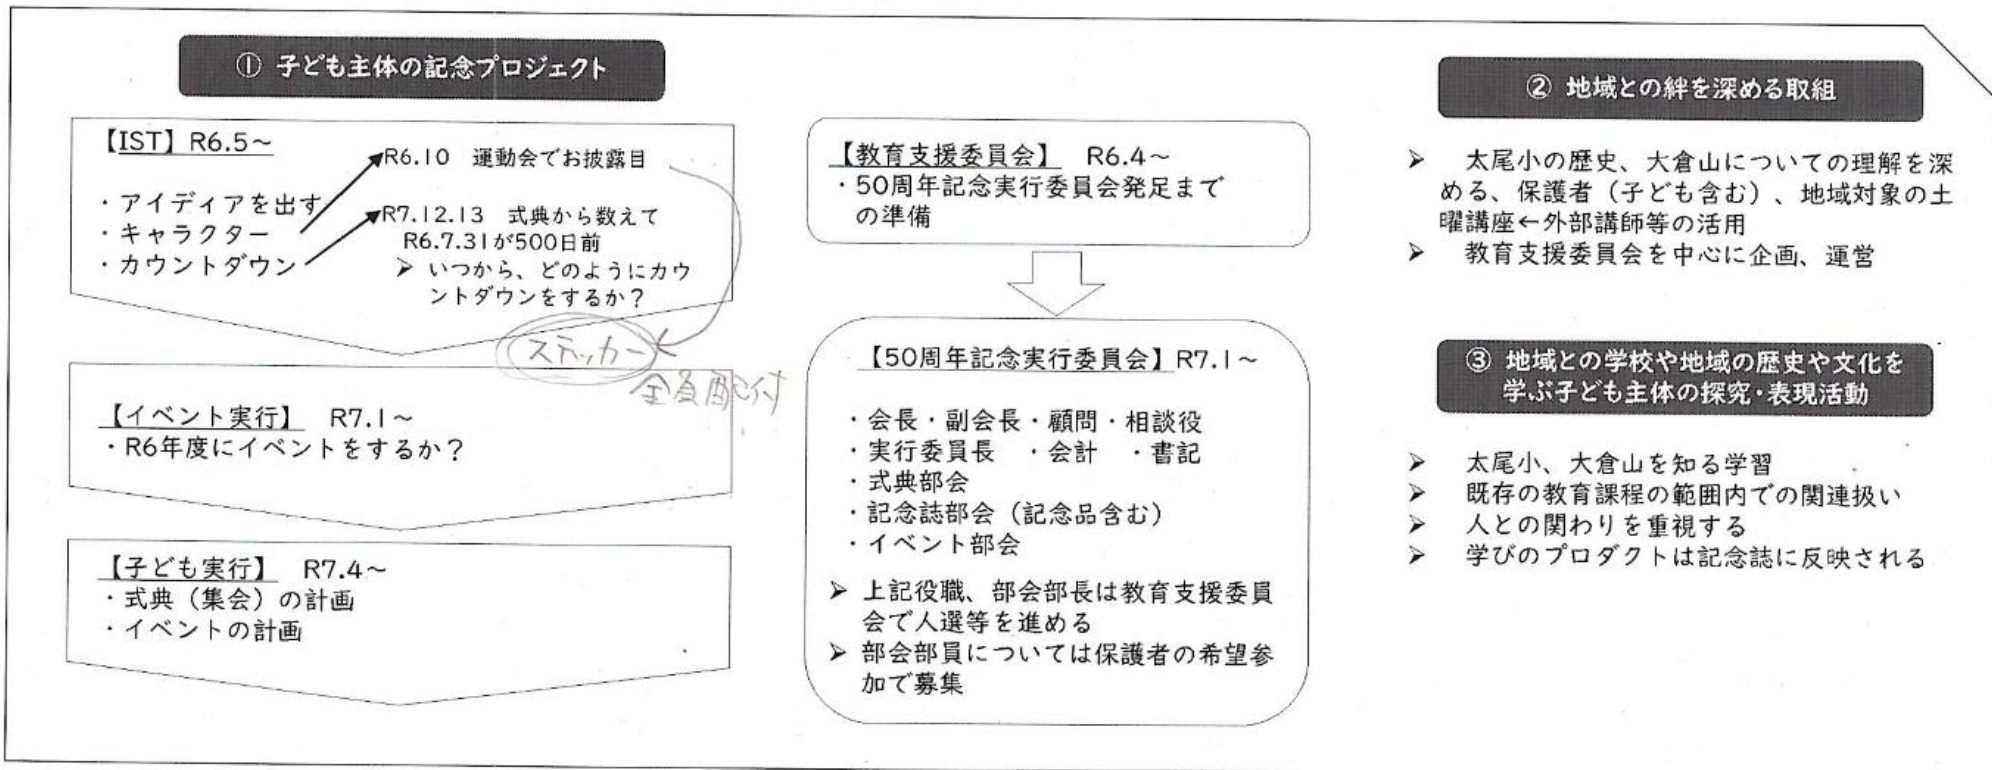 ① 子ども主体の記念プロジェクト
【IST】R6.5～
R6.10 運動会でお披露目
・アイディアを出す
・キャラクター
・カウントダウン
R7.12.13 式典から数えて
R6.7.31が500日前
➤ いつから、どのようにカウ
ントダウンをするか？
ステッカー
全員配付
【イベント実行】 R7.1～
・R6年度にイベントをするか？
【子ども実行】 R7.4～
・式典（集会）の計画
・イベントの計画
【教育支援委員会】 R6.4～
・50周年記念実行委員会発足まで
の準備
【50周年記念実行委員会】R7.1～
・会長・副会長・顧問・相談役
・実行委員長 ・会計 ・書記
・式典部会
・記念誌部会（記念品含む）
・イベント部会
➤ 上記役職、部会部長は教育支援委員
会で人選等を進める
➤ 部会部員については保護者の希望参
加で募集
② 地域との絆を深める取組
➤ 太尾小の歴史、大倉山についての理解を深
める、保護者（子ども含む）、地域対象の土
曜講座←外部講師等の活用
➤ 教育支援委員会を中心に企画、運営
③ 地域との学校や地域の歴史や文化を
学ぶ子ども主体の探究・表現活動
➤ 太尾小、大倉山を知る学習
➤ 既存の教育課程の範囲内での関連扱い
➤ 人との関わりを重視する
➤ 学びのプロダクトは記念誌に反映される